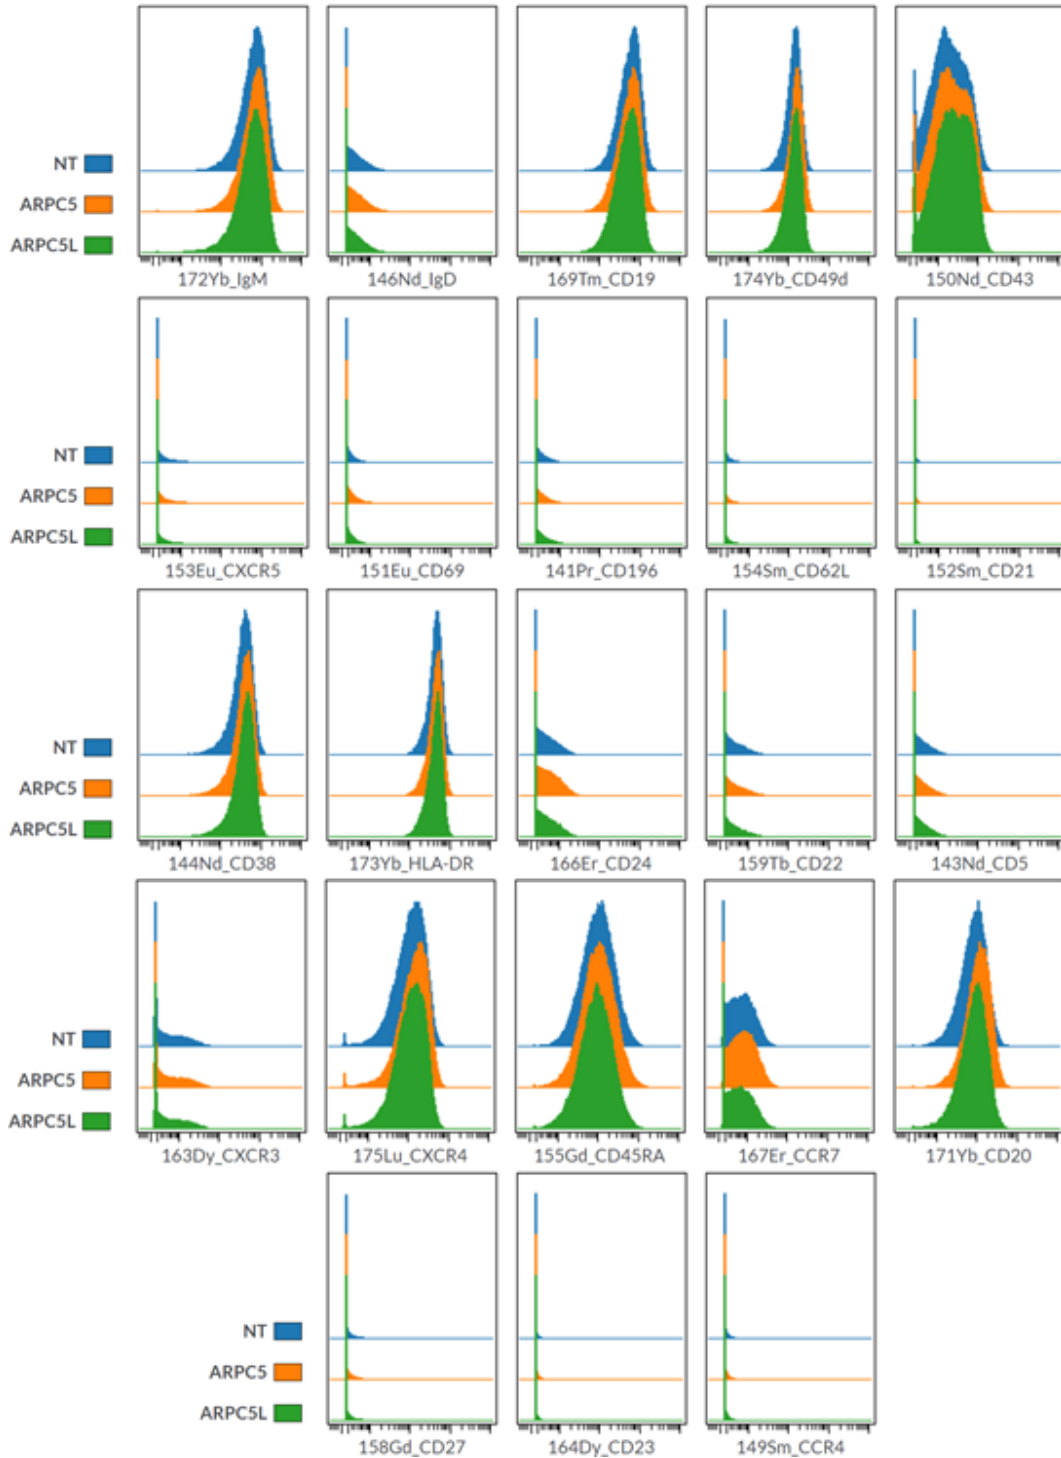 NT
ARPC5
ARPC5L
172Yb_IgM 146Nd_IgD 169Tm_CD19 174Yb_CD49d 150Nd_CD43
NT
ARPC5
ARPC5L
153Eu_CXCR5 151Eu_CD69 141Pr_CD196 154Sm_CD62L 152Sm_CD21
NT
ARPC5
ARPC5L
144Nd_CD38 173Yb_HLA-DR 166Er_CD24 159Tb_CD22 143Nd_CD5
NT
ARPC5
ARPC5L
163Dy_CXCR3 175Lu_CXCR4 155Gd_CD45RA 167Er_CCR7 171Yb_CD20
NT
ARPC5
ARPC5L
158Gd_CD27 164Dy_CD23 149Sm_CCR4